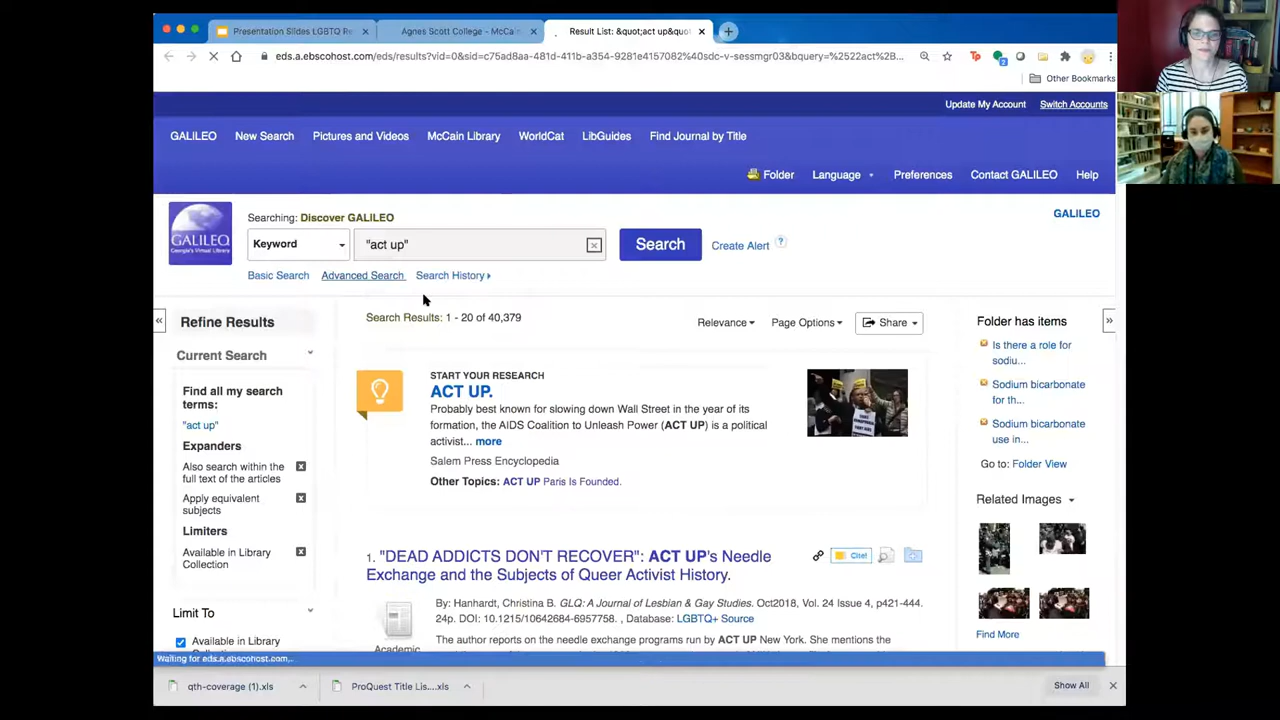 Presentation Slides LGBTQ Re
Agnes Scott College - McCain
Result List: &quot;act up&quo
eds.a.ebscohost.com/eds/results?vid=0&sid=c75ad8aa-481d-411b-a354-9281e4157082%40sdc-v-sessmgr03&bquery=%2522act%2B...
Other Bookmarks
Update My Account
Switch Accounts
GALILEO
New Search
Pictures and Videos
McCain Library
WorldCat
LibGuides
Find Journal by Title
Folder
Language
Preferences
Contact GALILEO
Help
GALILEO
Searching: Discover GALILEO
GALILEO
Keyword
"act up"
Search
Create Alert
Basic Search
Advanced Search
Search History
Refine Results
Search Results: 1 - 20 of 40,379
Relevance
Page Options
Share
Current Search
Find all my search
terms:
"act up"
Expanders
Also search within the
full text of the articles
Apply equivalent
subjects
Limiters
Available in Library
Collection
Limit To
Available in Library
START YOUR RESEARCH
ACT UP.
Probably best known for slowing down Wall Street in the year of its
formation, the AIDS Coalition to Unleash Power (ACT UP) is a political
activist... more
Salem Press Encyclopedia
Other Topics: ACT UP Paris Is Founded.
1. "DEAD ADDICTS DON'T RECOVER": ACT UP's Needle
Exchange and the Subjects of Queer Activist History.
Cite!
By: Hanhardt, Christina B. GLQ: A Journal of Lesbian & Gay Studies. Oct2018, Vol. 24 Issue 4, p421-444.
24p. DOI: 10.1215/10642684-6957758. , Database: LGBTQ+ Source
The author reports on the needle exchange programs run by ACT UP New York. She mentions the
Academic
Folder has items
Is there a role for
sodiu...
Sodium bicarbonate
for th...
Sodium bicarbonate
use in...
Go to: Folder View
Related Images
Find More
Waiting for eds.a.ebscohost.com...
qth-coverage (1).xls
ProQuest Title Lis....xls
Show All